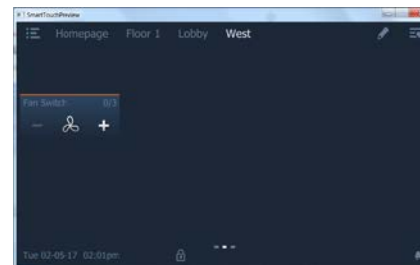 SmartTouchPreview
Homepage Floor 1 Lobby West
Fan Switch 0/3
Tue 02-05-17 02:01pm